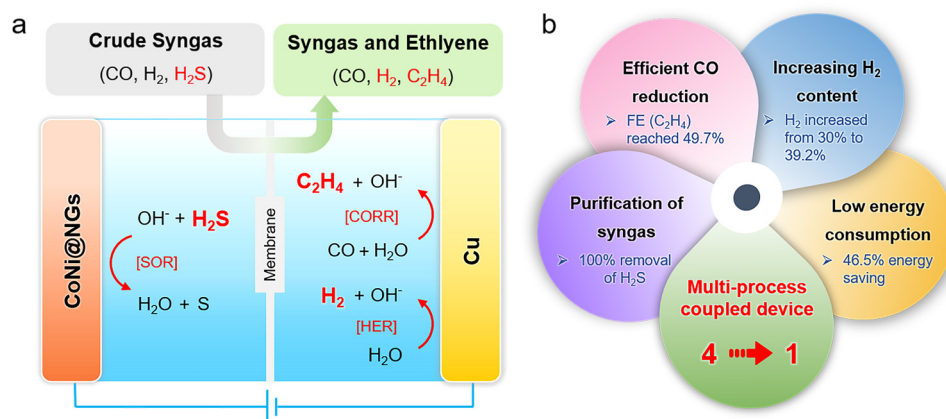 a
Crude Syngas
(CO, H₂, H₂S)
Syngas and Ethlyene
(CO, H₂, C₂H₄)
CoNi@NGs
OH⁻ + H₂S
[SOR]
H₂O + S
Membrane
C₂H₄ + OH⁻
[CORR]
CO + H₂O
H₂ + OH⁻
[HER]
H₂O
Cu
b
Efficient CO
reduction
➢ FE (C₂H₄)
reached 49.7%
Increasing H₂
content
➢ H₂ increased
from 30% to
39.2%
Purification of
syngas
➢ 100% removal
of H₂S
Low energy
consumption
➢ 46.5% energy
saving
Multi-process
coupled device
4 → 1